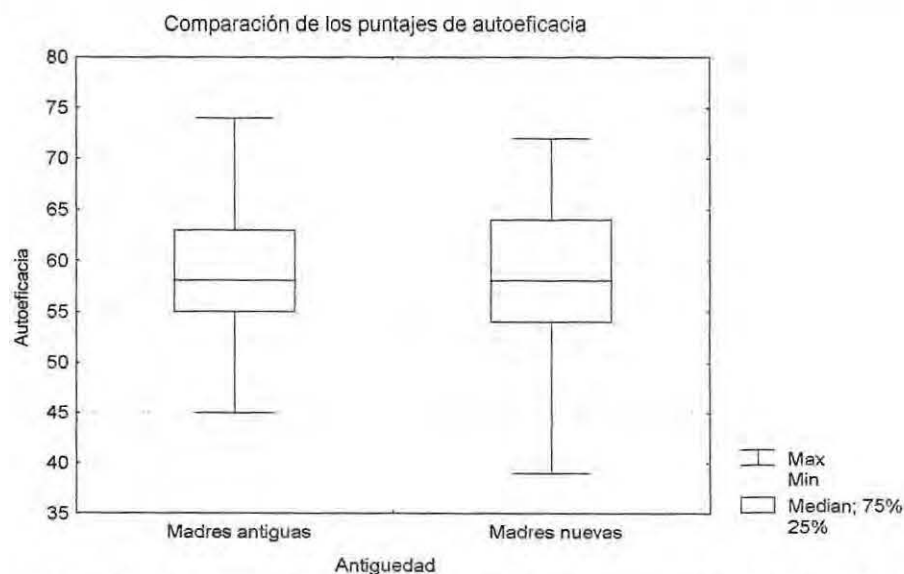 Comparación de los puntajes de autoeficacia
80
75
70
65
60
55
50
45
40
35
Autoeficacia
Madres antiguas
Madres nuevas
Antiguedad
Max
Min
Median; 75%
25%